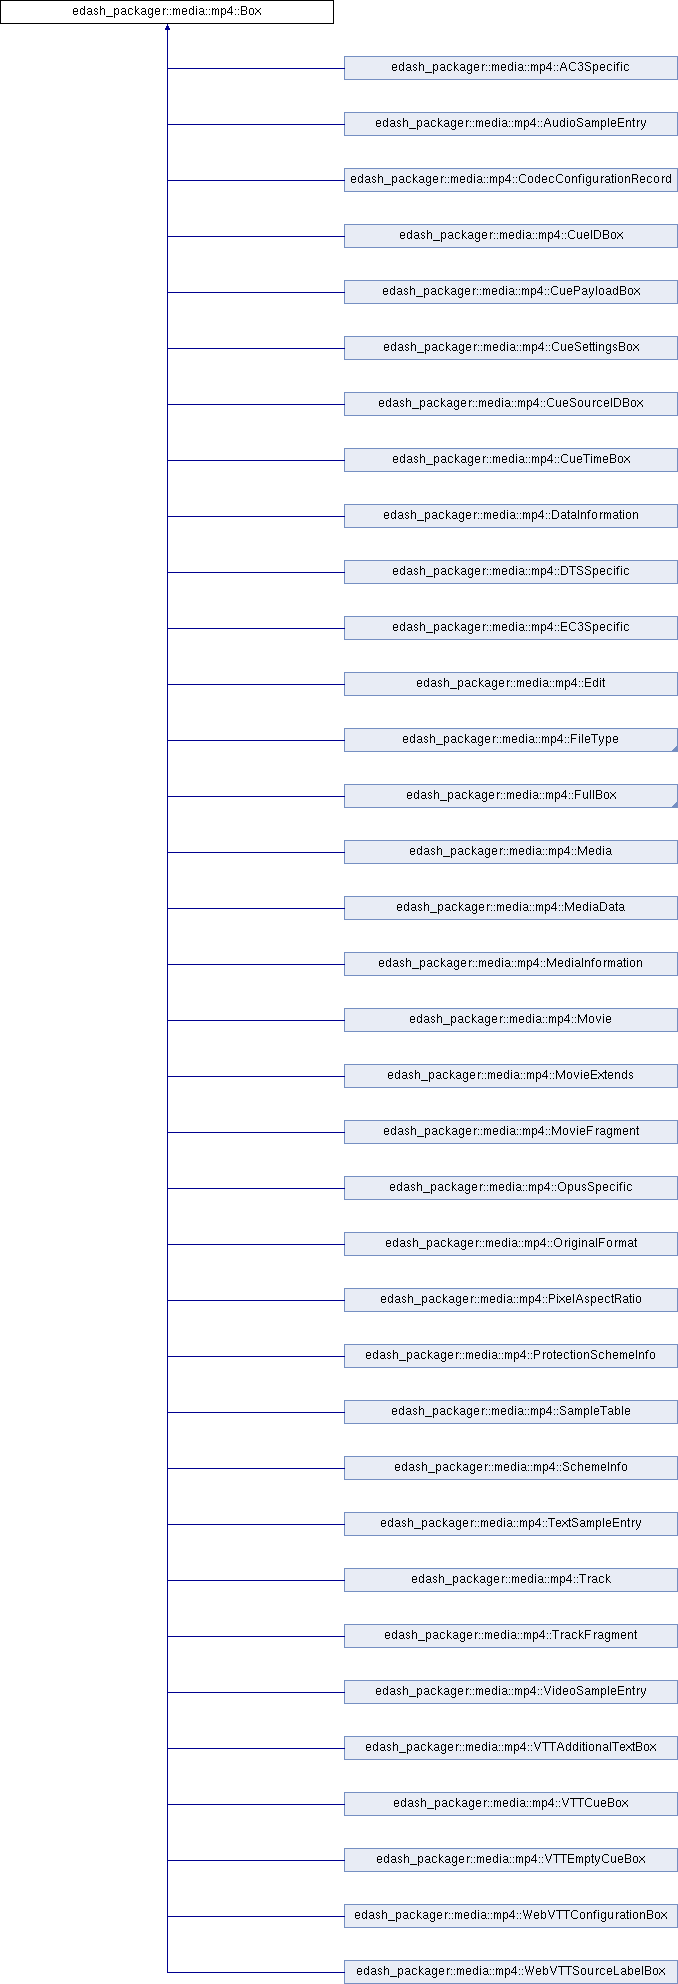 edash_packager::media::mp4::Box
edash_packager::media::mp4::AC3Specific
edash_packager::media::mp4::AudioSampleEntry
edash_packager::media::mp4::CodecConfigurationRecord
edash_packager::media::mp4::CueIDBox
edash_packager::media::mp4::CuePayloadBox
edash_packager::media::mp4::CueSettingsBox
edash_packager::media::mp4::CueSourceIDBox
edash_packager::media::mp4::CueTimeBox
edash_packager::media::mp4::DataInformation
edash_packager::media::mp4::DTSSpecific
edash_packager::media::mp4::EC3Specific
edash_packager::media::mp4::Edit
edash_packager::media::mp4::FileType
edash_packager::media::mp4::FullBox
edash_packager::media::mp4::Media
edash_packager::media::mp4::MediaData
edash_packager::media::mp4::MediaInformation
edash_packager::media::mp4::Movie
edash_packager::media::mp4::MovieExtends
edash_packager::media::mp4::MovieFragment
edash_packager::media::mp4::OpusSpecific
edash_packager::media::mp4::OriginalFormat
edash_packager::media::mp4::PixelAspectRatio
edash_packager::media::mp4::ProtectionSchemeInfo
edash_packager::media::mp4::SampleTable
edash_packager::media::mp4::SchemeInfo
edash_packager::media::mp4::TextSampleEntry
edash_packager::media::mp4::Track
edash_packager::media::mp4::TrackFragment
edash_packager::media::mp4::VideoSampleEntry
edash_packager::media::mp4::VTTAdditionalTextBox
edash_packager::media::mp4::VTTCueBox
edash_packager::media::mp4::VTTEmptyCueBox
edash_packager::media::mp4::WebVTTConfigurationBox
edash_packager::media::mp4::WebVTTSourceLabelBox